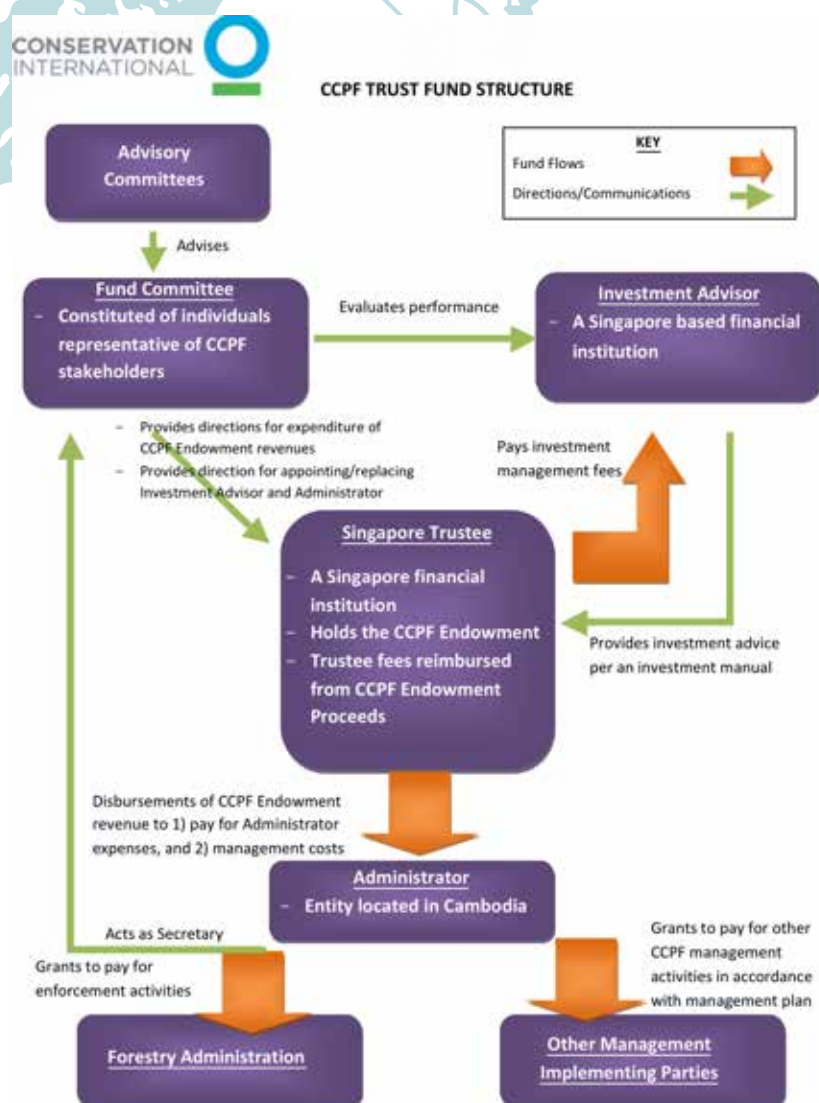 CONSERVATION
INTERNATIONAL
CCPF TRUST FUND STRUCTURE
KEY
Fund Flows
Directions/Communications
Advisory
Committees
Advises
Fund Committee
- Constituted of individuals
representative of CCPF
stakeholders
Evaluates performance
Investment Advisor
- A Singapore based financial
institution
- Provides directions for expenditure of
CCPF Endowment revenues
- Provides direction for appointing/replacing
Investment Advisor and Administrator
Pays investment
management fees
Singapore Trustee
- A Singapore financial
institution
- Holds the CCPF Endowment
- Trustee fees reimbursed
from CCPF Endowment
Proceeds
Provides investment advice
per an investment manual
Disbursements of CCPF Endowment
revenue to 1) pay for Administrator
expenses, and 2) management costs
Administrator
- Entity located in Cambodia
Acts as Secretary
Grants to pay for
enforcement activities
Grants to pay for other
CCPF management
activities in accordance
with management plan
Forestry Administration
Other Management
Implementing Parties